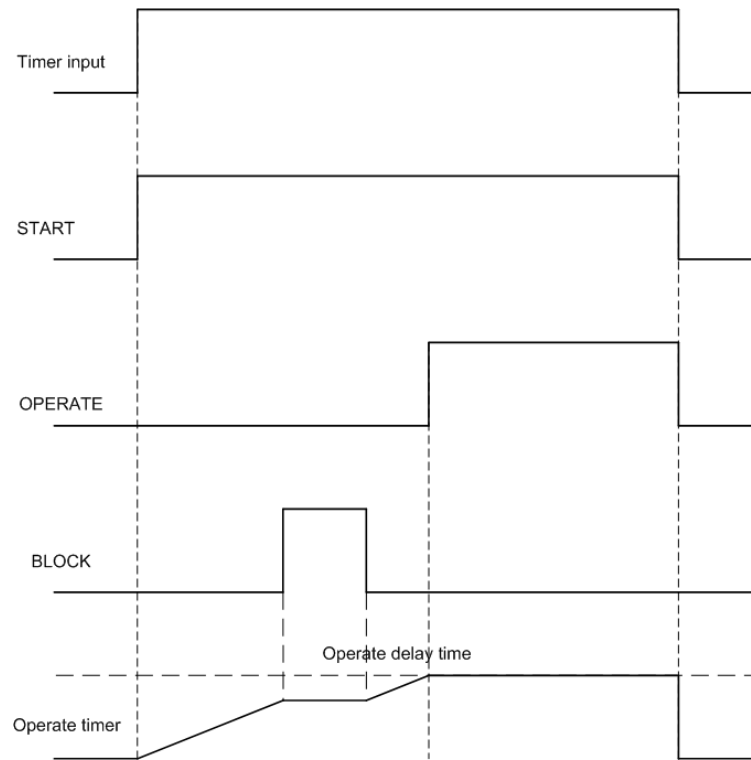 Timer input
START
OPERATE
BLOCK
Operate delay time
Operate timer